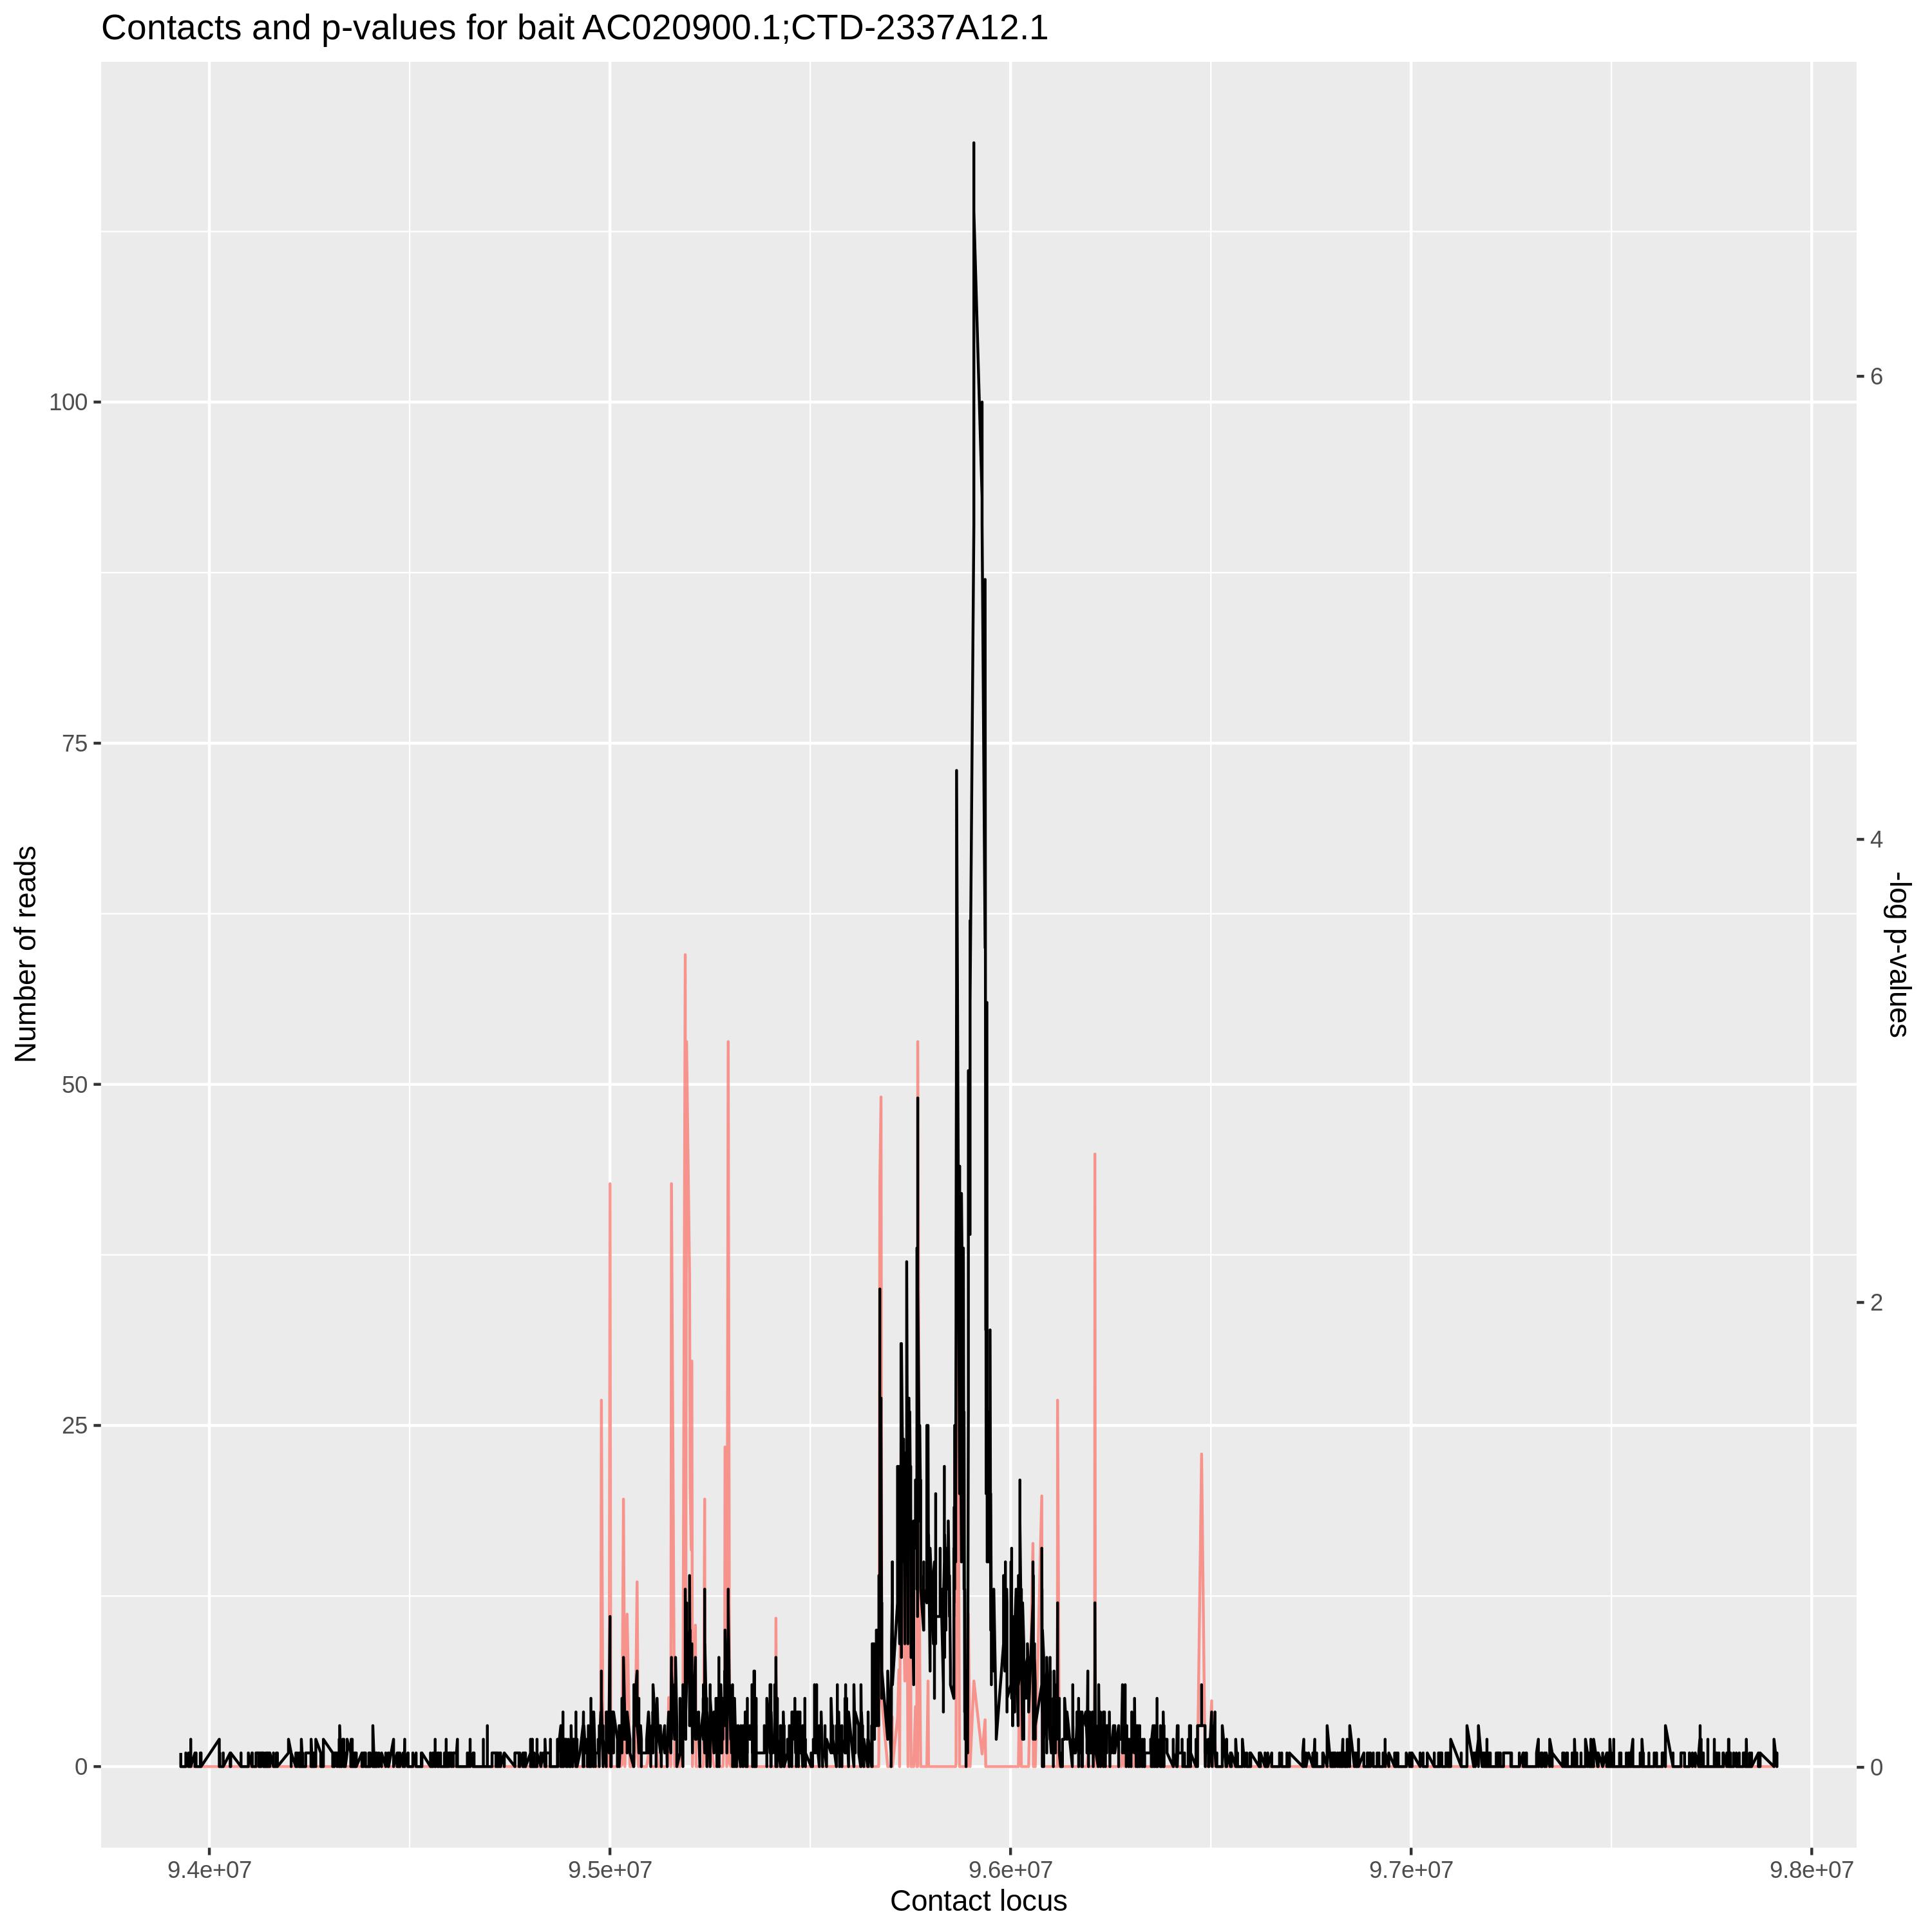 Contacts and p-values for bait AC020900.1;CTD-2337A12.1
Number of reads
100
75
50
25
0
6
4
2
0
-log p-values
9.4e+07 9.5e+07 9.6e+07 9.7e+07 9.8e+07
Contact locus